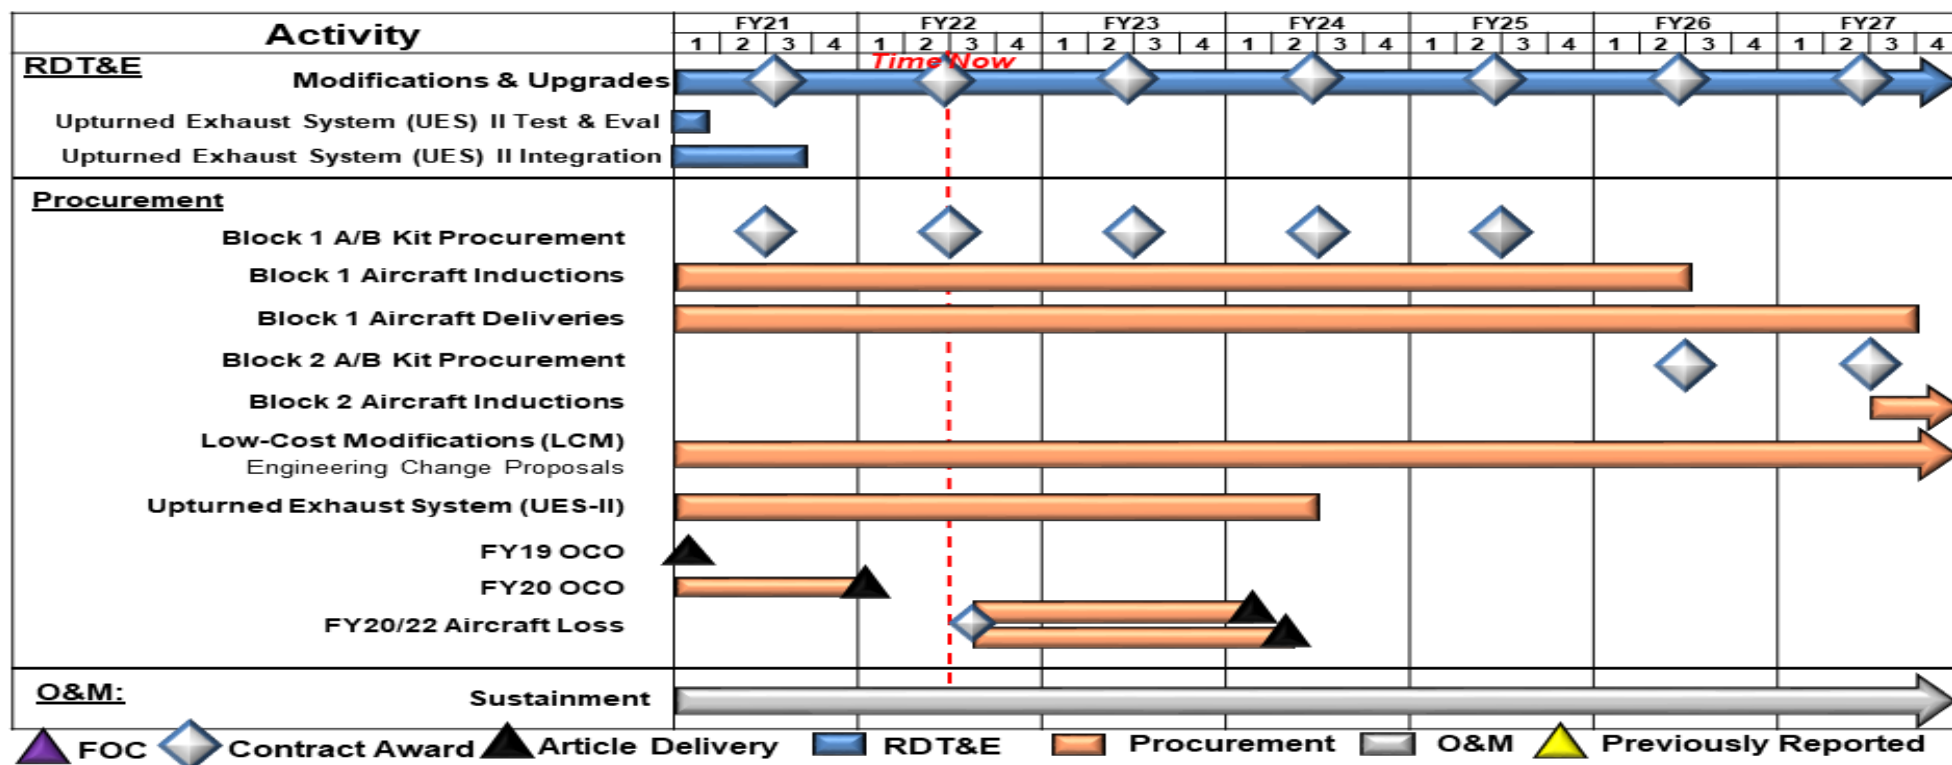 Activity
FY21 FY22 FY23 FY24 FY25 FY26 FY27
1 2 3 4 1 2 3 4 1 2 3 4 1 2 3 4 1 2 3 4 1 2 3 4 1 2 3 4
Time Now
RDT&E
Modifications & Upgrades
Upturned Exhaust System (UES) II Test & Eval
Upturned Exhaust System (UES) II Integration
Procurement
Block 1 A/B Kit Procurement
Block 1 Aircraft Inductions
Block 1 Aircraft Deliveries
Block 2 A/B Kit Procurement
Block 2 Aircraft Inductions
Low-Cost Modifications (LCM)
Engineering Change Proposals
Upturned Exhaust System (UES-II)
FY19 OCO
FY20 OCO
FY20/22 Aircraft Loss
O&M:
Sustainment
FOC Contract Award Article Delivery RDT&E Procurement O&M Previously Reported